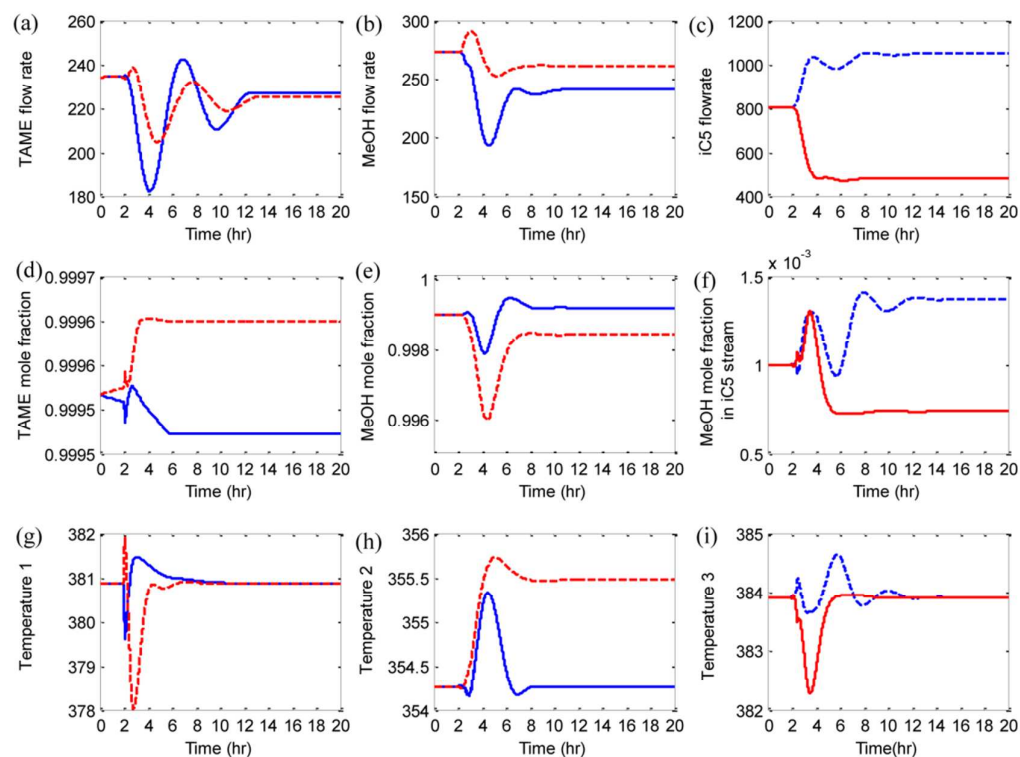 (a)
TAME flow rate
260
240
220
200
180
0 2 4 6 8 10 12 14 16 18 20
Time (hr)
(b)
MeOH flow rate
300
250
200
150
0 2 4 6 8 10 12 14 16 18 20
Time (hr)
(c)
iC5 flowrate
1200
1000
800
600
400
0 2 4 6 8 10 12 14 16 18 20
Time (hr)
(d)
TAME mole fraction
0.9997
0.9996
0.9996
0.9995
0.9995
0 2 4 6 8 10 12 14 16 18 20
Time (hr)
(e)
MeOH mole fraction
1
0.998
0.996
0 2 4 6 8 10 12 14 16 18 20
Time (hr)
(f)
MeOH mole fraction
in iC5 stream
x 10⁻³
1.5
1
0.5
0 2 4 6 8 10 12 14 16 18 20
Time (hr)
(g)
Temperature 1
382
381
380
379
378
0 2 4 6 8 10 12 14 16 18 20
Time (hr)
(h)
Temperature 2
356
355.5
355
354.5
354
0 2 4 6 8 10 12 14 16 18 20
Time (hr)
(i)
Temperature 3
385
384
383
382
0 2 4 6 8 10 12 14 16 18 20
Time(hr)